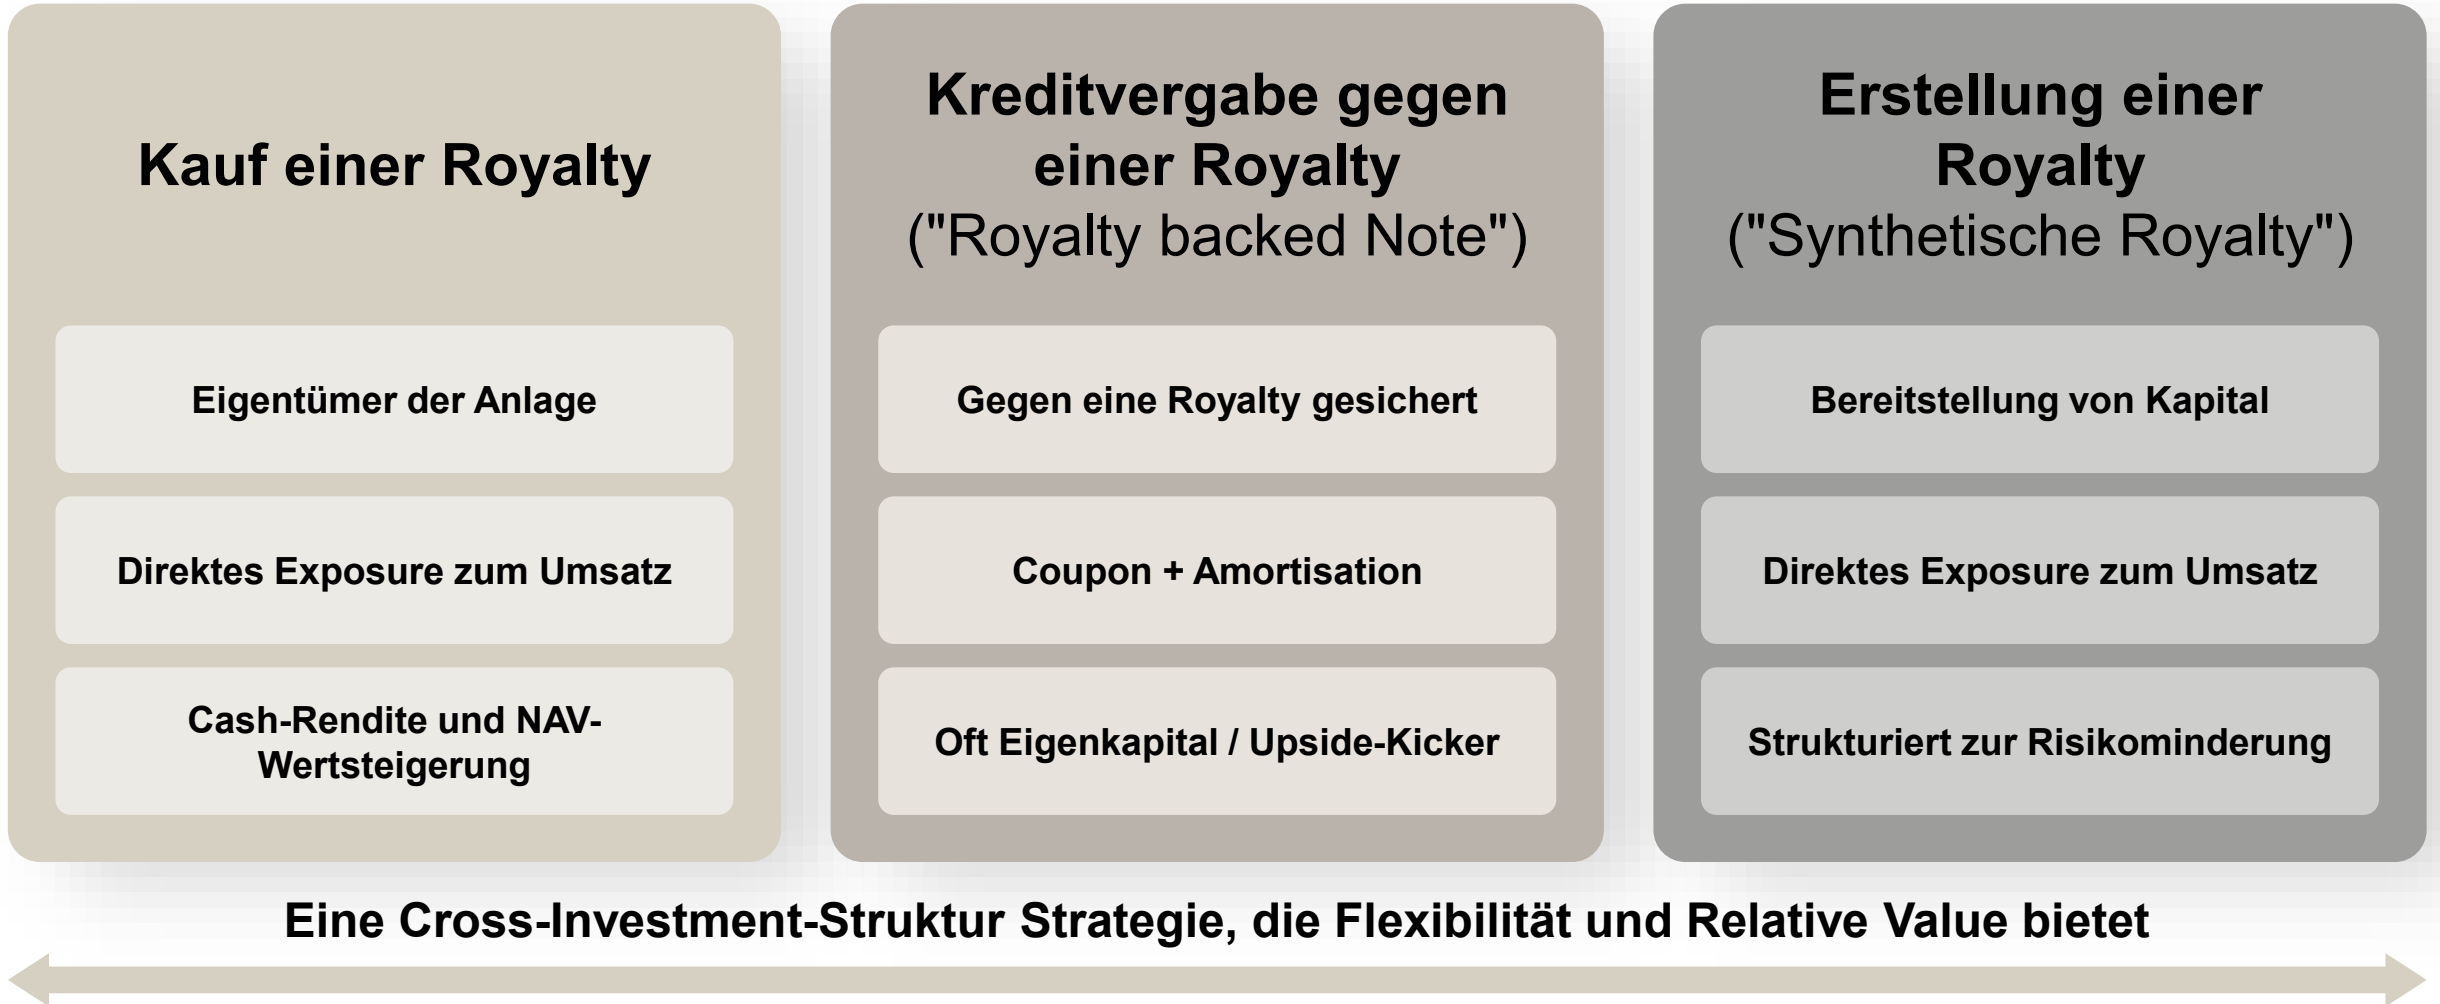 Kauf einer Royalty
Eigentümer der Anlage
Direktes Exposure zum Umsatz
Cash-Rendite und NAV-
Wertsteigerung
Kreditvergabe gegen
einer Royalty
("Royalty backed Note")
Gegen eine Royalty gesichert
Coupon + Amortisation
Oft Eigenkapital / Upside-Kicker
Erstellung einer
Royalty
("Synthetische Royalty")
Bereitstellung von Kapital
Direktes Exposure zum Umsatz
Strukturiert zur Risikominderung
Eine Cross-Investment-Struktur Strategie, die Flexibilität und Relative Value bietet